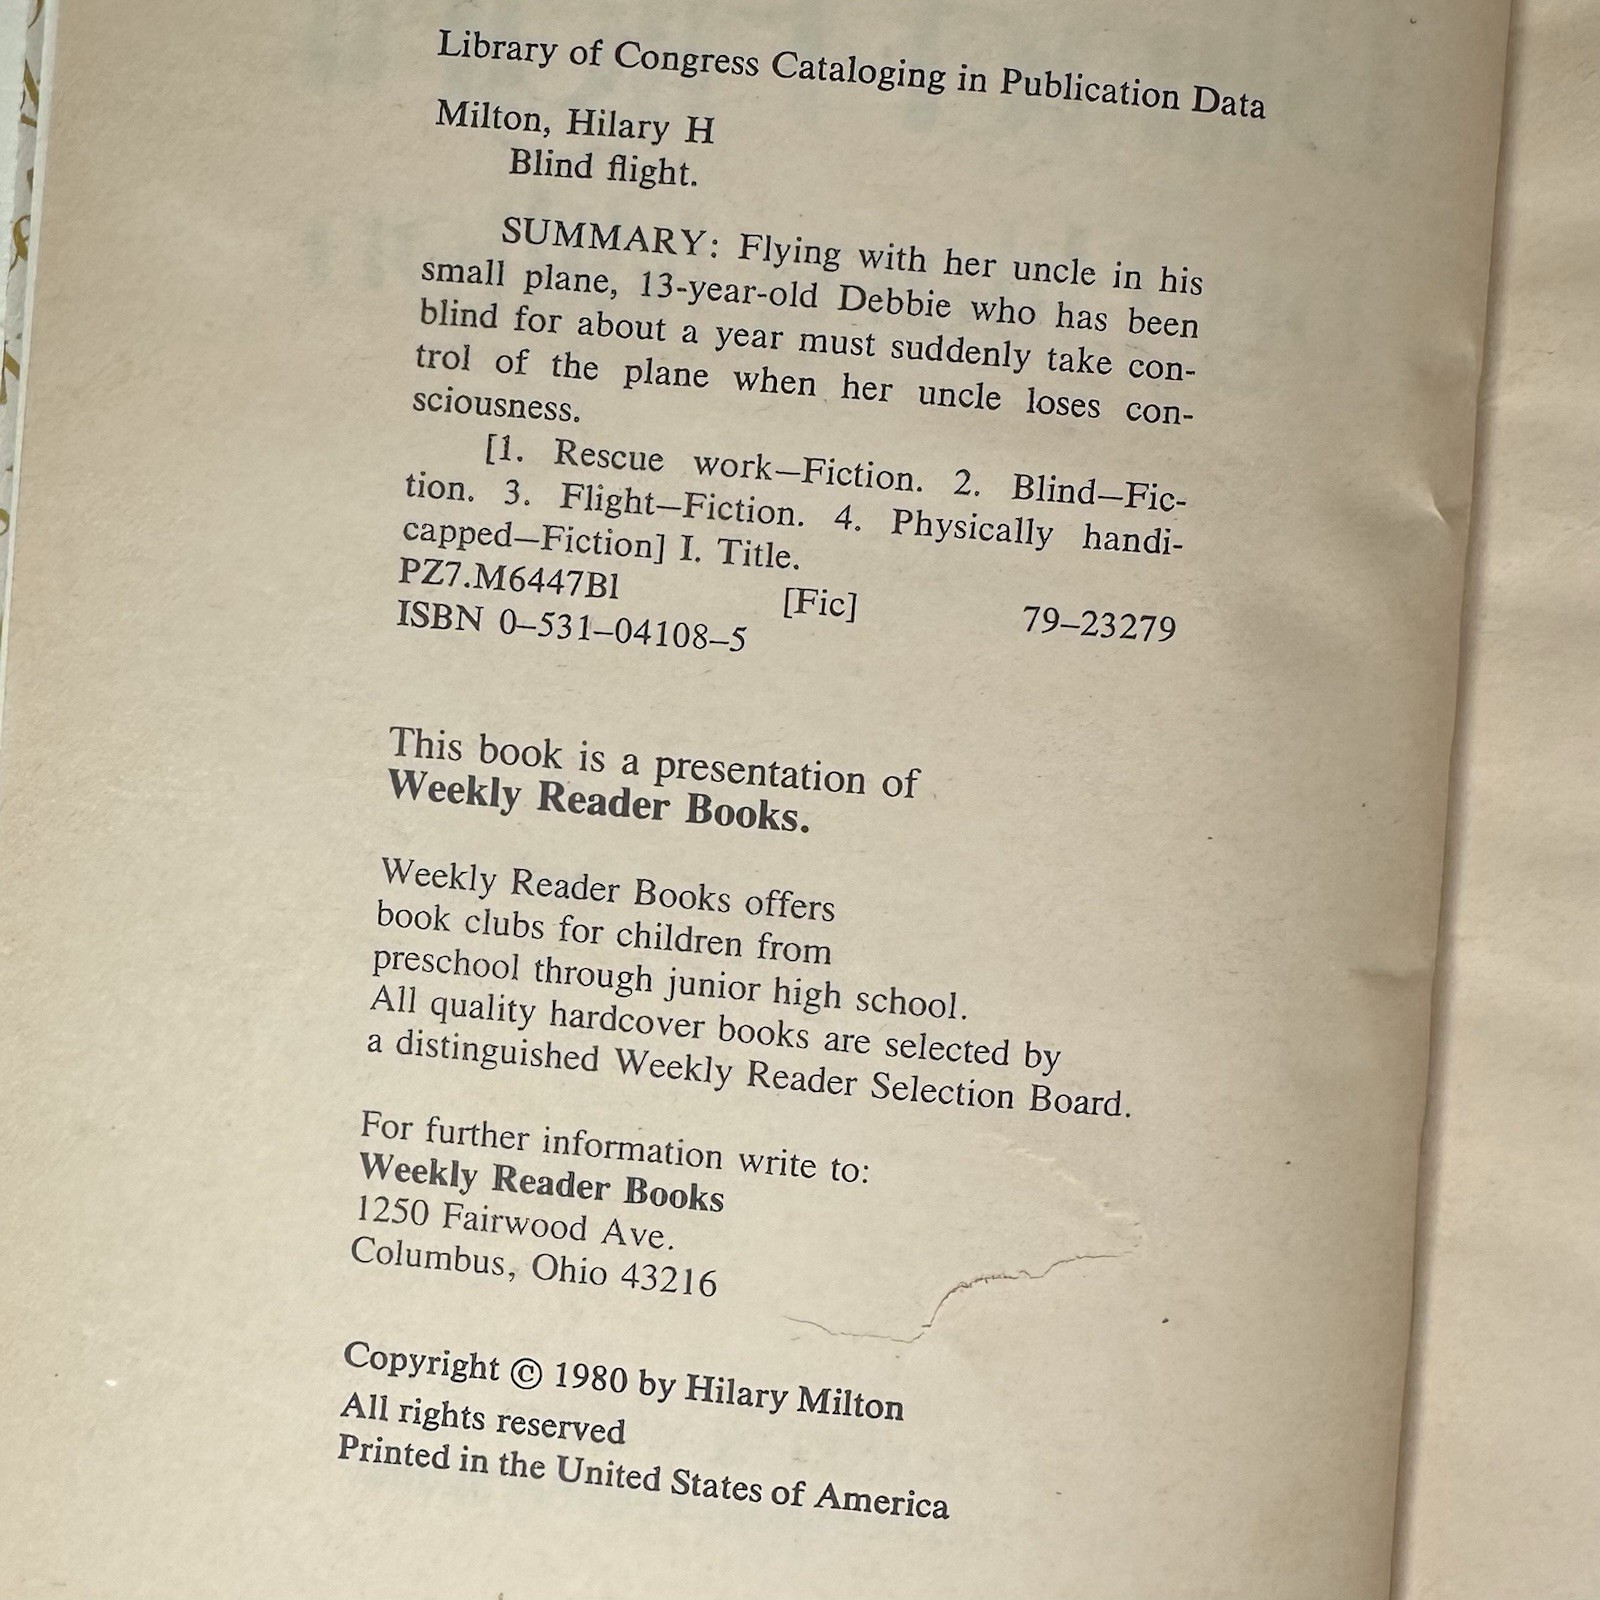 Library of Congress Cataloging in Publication Data
Milton, Hilary H
Blind flight.
SUMMARY: Flying with her uncle in his
small plane, 13-year-old Debbie who has been
blind for about a year must suddenly take con-
trol of the plane when her uncle loses con-
sciousness.
[1. Rescue work—Fiction. 2. Blind—Fic-
tion. 3. Flight—Fiction. 4. Physically handi-
capped—Fiction] I. Title.
PZ7.M6447Bl [Fic] 79–23279
ISBN 0–531–04108–5
This book is a presentation of
Weekly Reader Books.
Weekly Reader Books offers
book clubs for children from
preschool through junior high school.
All quality hardcover books are selected by
a distinguished Weekly Reader Selection Board.
For further information write to:
Weekly Reader Books
1250 Fairwood Ave.
Columbus, Ohio 43216
Copyright © 1980 by Hilary Milton
All rights reserved
Printed in the United States of America